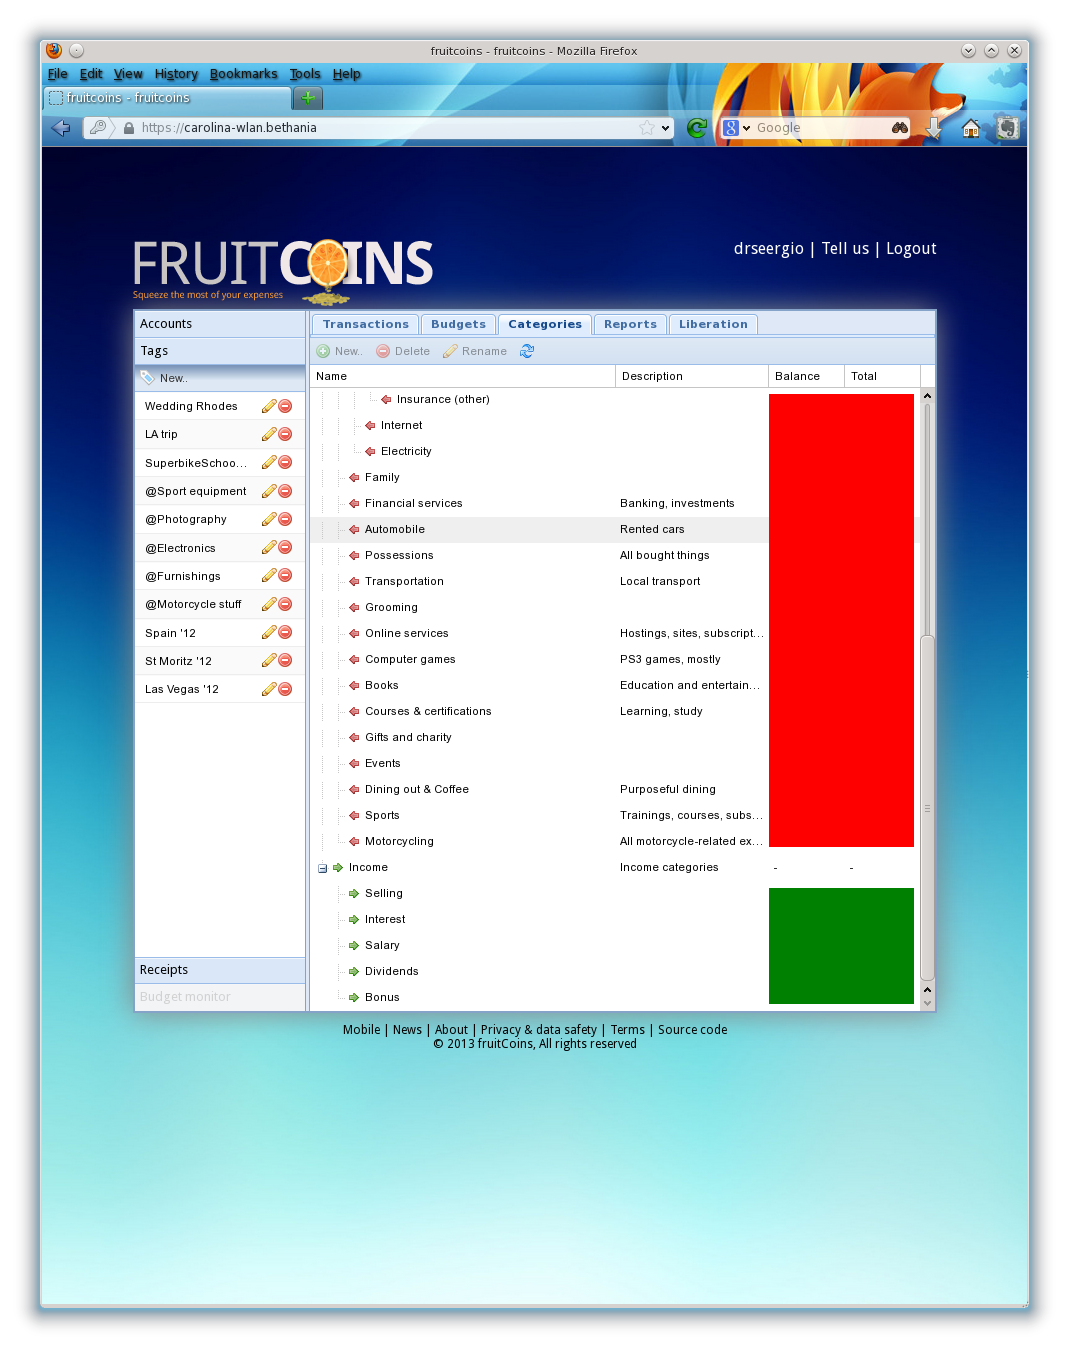 fruitcoins - fruitcoins - Mozilla Firefox
File Edit View History Bookmarks Tools Help
fruitcoins - fruitcoins
https://carolina-wlan.bethania
Google
FRUITCOINS
Squeeze the most of your expenses
drseergio | Tell us | Logout
Accounts
Tags
New..
Wedding Rhodes
LA trip
SuperbikeSchoo...
@Sport equipment
@Photography
@Electronics
@Furnishings
@Motorcycle stuff
Spain '12
St Moritz '12
Las Vegas '12
Receipts
Budget monitor
Transactions Budgets Categories Reports Liberation
New.. Delete Rename
Name Description Balance Total
Insurance (other)
Internet
Electricity
Family
Financial services Banking, investments
Automobile Rented cars
Possessions All bought things
Transportation Local transport
Grooming
Online services Hostings, sites, subscript...
Computer games PS3 games, mostly
Books Education and entertain...
Courses & certifications Learning, study
Gifts and charity
Events
Dining out & Coffee Purposeful dining
Sports Trainings, courses, subs...
Motorcycling All motorcycle-related ex...
Income Income categories - -
Selling
Interest
Salary
Dividends
Bonus
Mobile | News | About | Privacy & data safety | Terms | Source code
© 2013 fruitCoins, All rights reserved